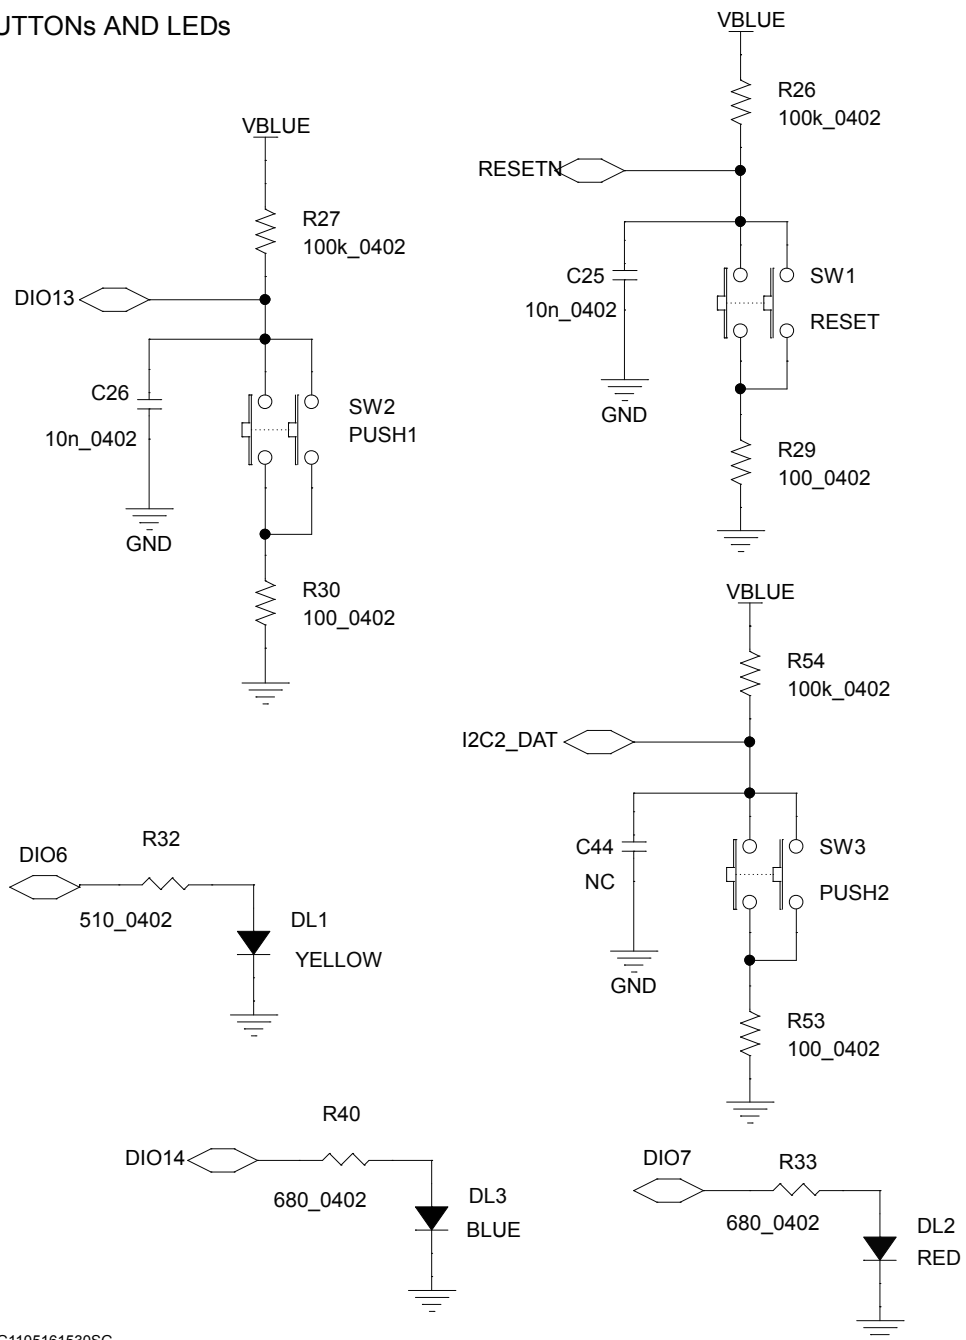 UTTONs AND LEDs
VBLUE
R26
100k_0402
RESETN
C25
10n_0402
SW1
RESET
GND
R29
100_0402
VBLUE
R27
100k_0402
DIO13
C26
10n_0402
SW2
PUSH1
GND
R30
100_0402
VBLUE
R54
100k_0402
I2C2_DAT
C44
NC
SW3
PUSH2
GND
R53
100_0402
DIO6
R32
510_0402
DL1
YELLOW
DIO14
R40
680_0402
DL3
BLUE
DIO7
R33
680_0402
DL2
RED